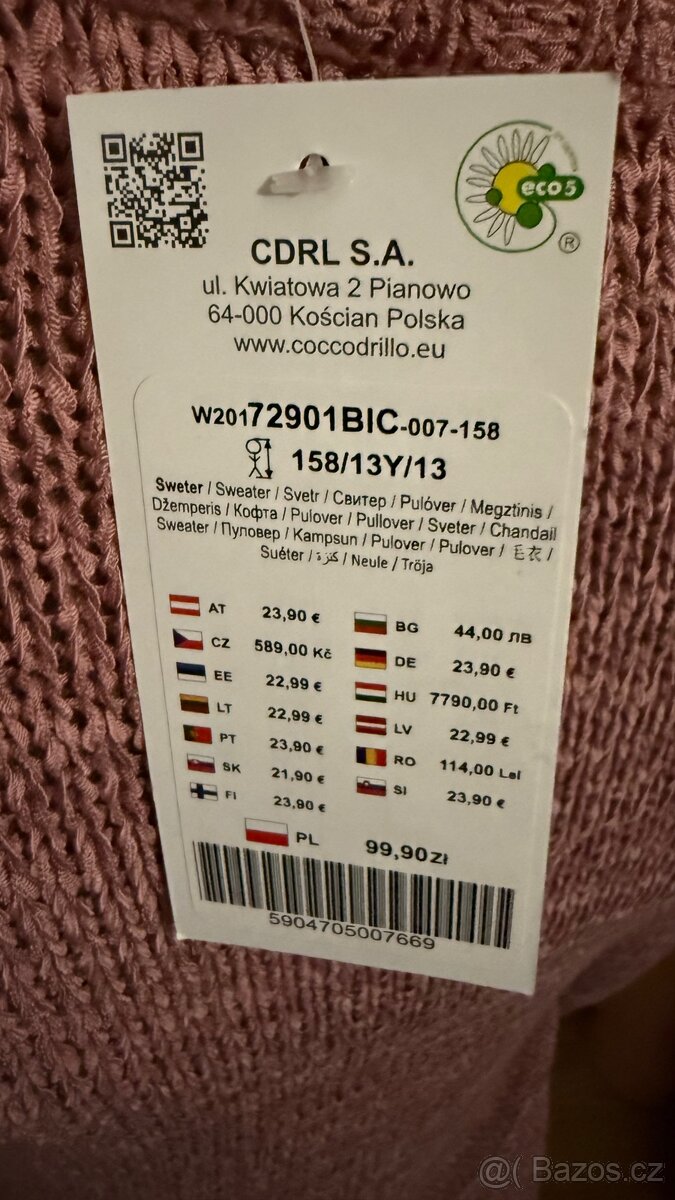 eco5
®
CDRL S.A.
ul. Kwiatowa 2 Pianowo
64-000 Kościan Polska
www.coccodrillo.eu
W20172901BIC-007-158
158/13Y/13
Sweter / Sweater / Svetr / Свитер / Pulóver / Megztinis /
Džemperis / Кофта / Pulover / Pullover / Sveter / Chandail
Sweater / Пуловер / Kampsun / Pulover / Pulover / 毛衣 /
Suéter / كنزة / Neule / Tröja
AT 23,90 € BG 44,00 лв
CZ 589,00 Kč DE 23,90 €
EE 22,99 € HU 7790,00 Ft
LT 22,99 € LV 22,99 €
PT 23,90 € RO 114,00 Lei
SK 21,90 € SI 23,90 €
FI 23,90 €
PL 99,90Zł
5904705007669
@( Bazos.cz